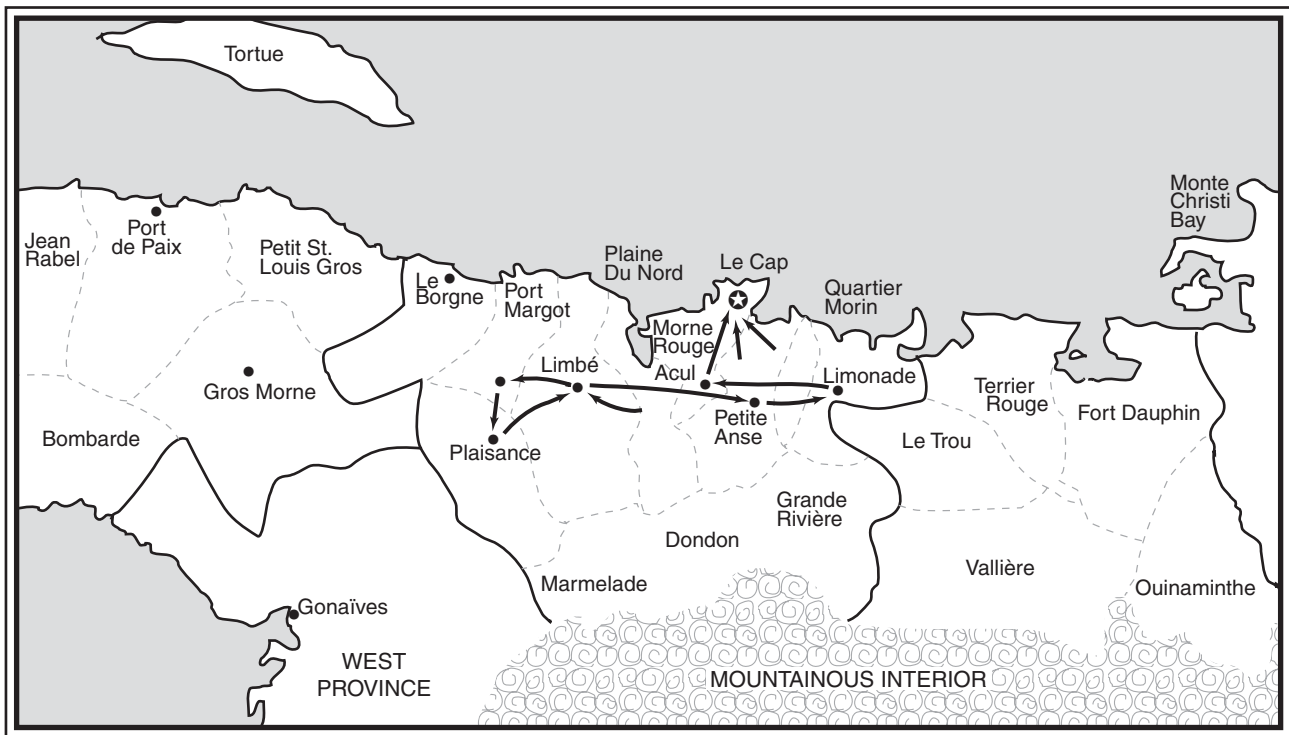 Tortue
Monte
Christi
Bay
Jean
Rabel
Port
de Paix
Petit St.
Louis Gros
Le
Borgne
Port
Margot
Plaine
Du Nord
Le Cap
Quartier
Morin
Morne
Rouge
Gros Morne
Limbé
Acul
Limonade
Terrier
Rouge
Fort Dauphin
Bombarde
Plaisance
Petite
Anse
Le Trou
Grande
Rivière
Dondon
Marmelade
Vallière
Ouinaminthe
Gonaïves
WEST
PROVINCE
MOUNTAINOUS INTERIOR